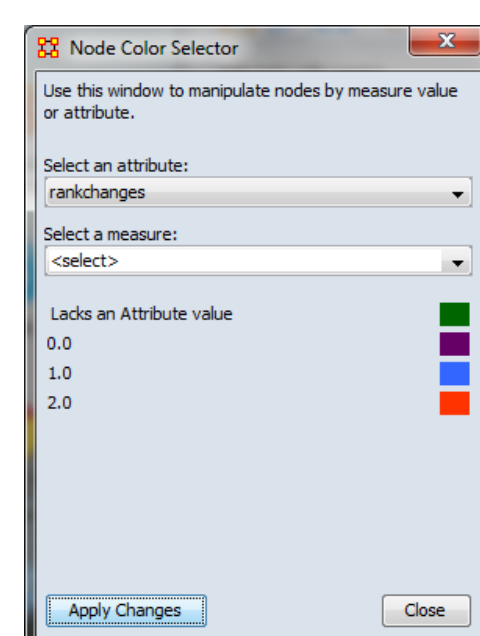 Node Color Selector
Use this window to manipulate nodes by measure value
or attribute.
Select an attribute:
rankchanges
Select a measure:
<select>
Lacks an Attribute value
0.0
1.0
2.0
Apply Changes
Close